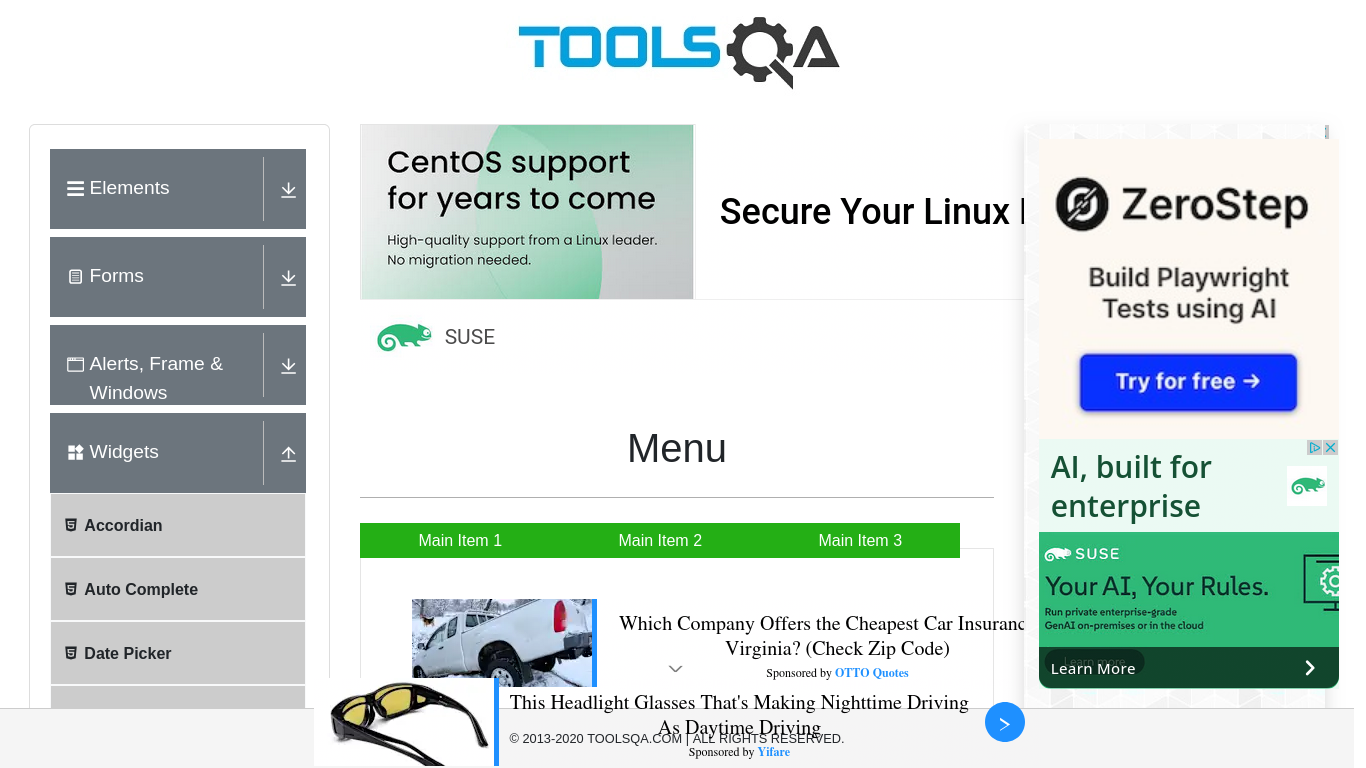 TOOLSQA
Elements
Forms
Alerts, Frame &
Windows
Widgets
Accordian
Auto Complete
Date Picker
CentOS support
for years to come
High-quality support from a Linux leader.
No migration needed.
Secure Your Linux
SUSE
Menu
Main Item 1
Main Item 2
Main Item 3
Which Company Offers the Cheapest Car Insuranc
Virginia? (Check Zip Code)
Sponsored by OTTO Quotes
This Headlight Glasses That's Making Nighttime Driving
As Daytime Driving
Sponsored by Yifare
© 2013-2020 TOOLSQA.COM | ALL RIGHTS RESERVED.
ZeroStep
Build Playwright
Tests using AI
Try for free →
AI, built for
enterprise
SUSE
Your AI, Your Rules.
Run private enterprise-grade
GenAI on-premises or in the cloud
Learn more
Learn More